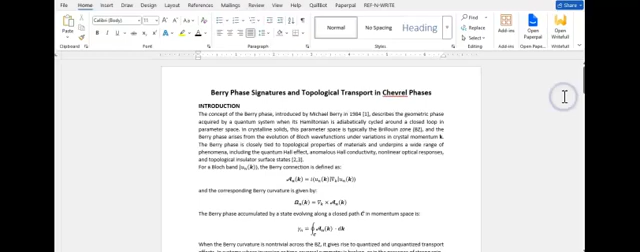 File Home Insert Draw Design Layout References Mailings Review View Help QuillBot Paperpal REF-N-WRITE
Share
Calibri (Body) 11
Paste
Normal No Spacing Heading
Find
Replace
Select
Add-ins
Open Paperpal
Open Writefull
Clipboard Font Paragraph Styles Editing Add-ins
Berry Phase Signatures and Topological Transport in Chevrel Phases
INTRODUCTION
The concept of the Berry phase, introduced by Michael Berry in 1984 [1], describes the geometric phase
acquired by a quantum system when its Hamiltonian is adiabatically cycled around a closed loop in
parameter space. In crystalline solids, this parameter space is typically the Brillouin zone (BZ), and the
Berry phase arises from the evolution of Bloch wavefunctions under variations in crystal momentum k.
The Berry phase is closely tied to topological properties of materials and underpins a wide range of
phenomena, including the quantum Hall effect, anomalous Hall conductivity, nonlinear optical responses,
and topological insulator surface states [2,3].
For a Bloch band |uₙ(k)⟩, the Berry connection is defined as:
𝓐ₙ(k) = i⟨uₙ(k)|∇ₖ|uₙ(k)⟩
and the corresponding Berry curvature is given by:
Ωₙ(k) = ∇ₖ × 𝓐ₙ(k)
The Berry phase accumulated by a state evolving along a closed path C in momentum space is:
γₙ = ∮_C 𝓐ₙ(k) · dk
When the Berry curvature is nontrivial across the BZ, it gives rise to quantized and unquantized transport